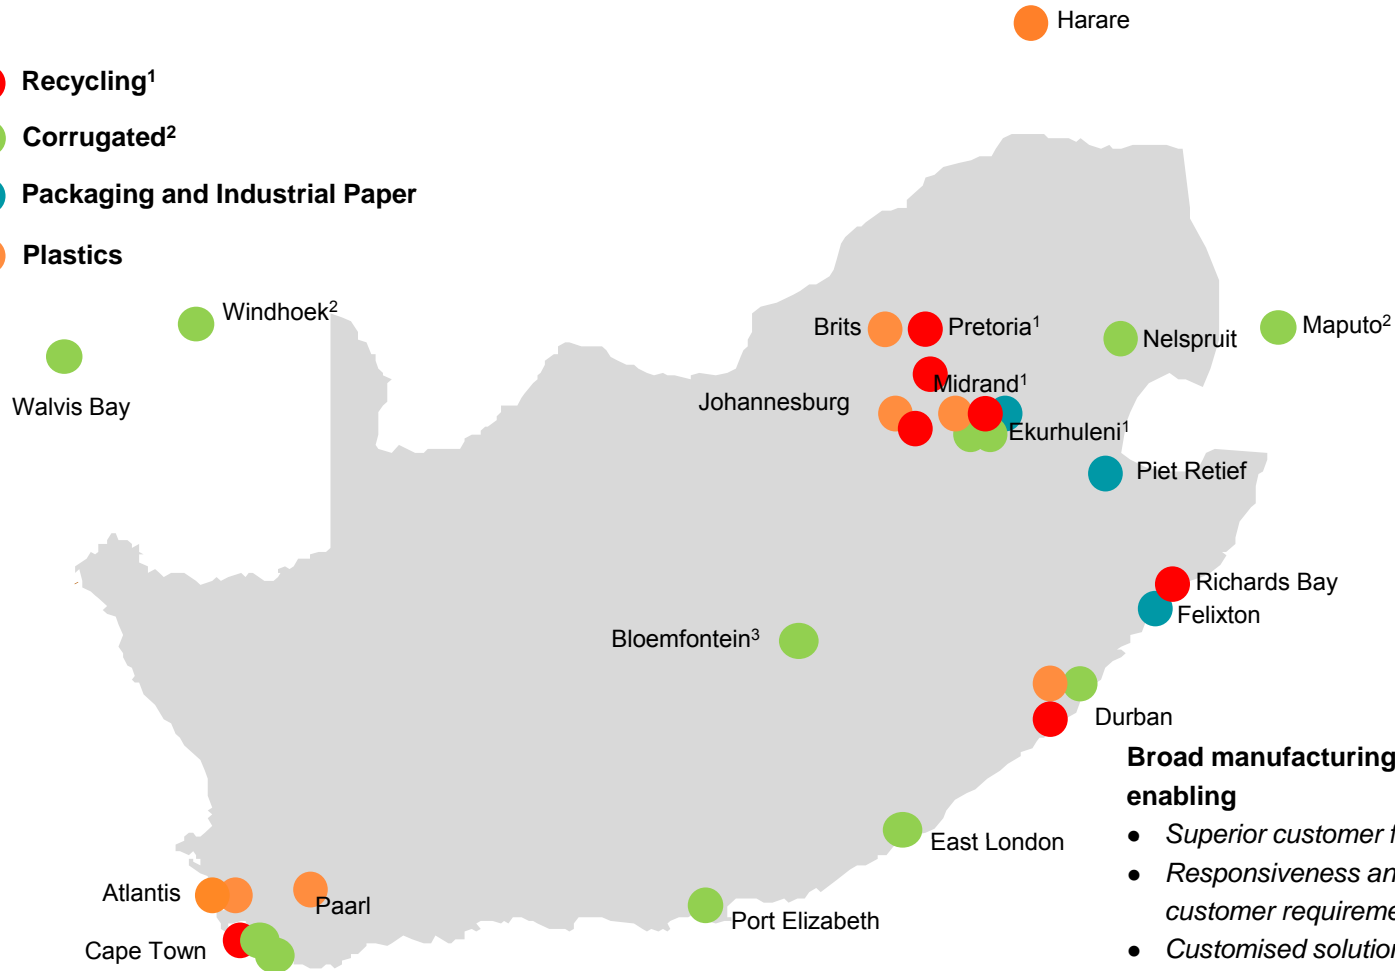 Harare
Recycling¹
Corrugated²
Packaging and Industrial Paper
Plastics
Windhoek²
Walvis Bay
Brits
Pretoria¹
Nelspruit
Maputo²
Midrand¹
Johannesburg
Ekurhuleni¹
Piet Retief
Richards Bay
Felixton
Bloemfontein³
Durban
Broad manufacturing
enabling
● Superior customer f
● Responsiveness an
customer requireme
● Customised solution
East London
Atlantis
Paarl
Port Elizabeth
Cape Town